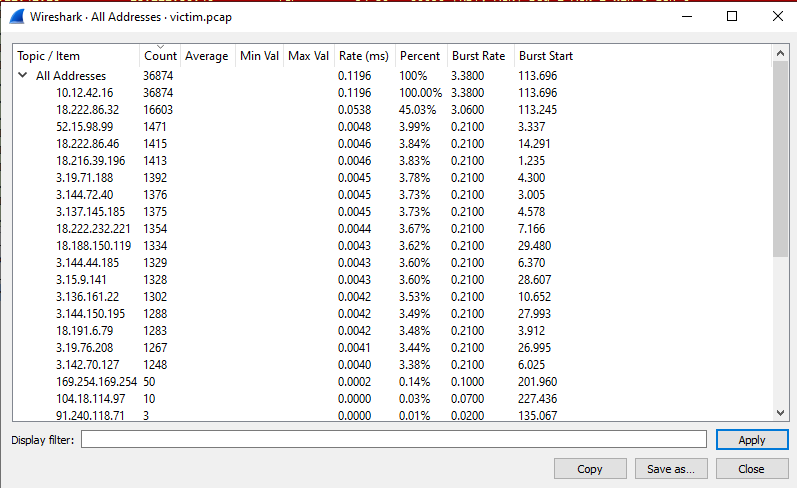 Wireshark · All Addresses · victim.pcap
Topic / Item Count Average Min Val Max Val Rate (ms) Percent Burst Rate Burst Start
All Addresses 36874 0.1196 100% 3.3800 113.696
10.12.42.16 36874 0.1196 100.00% 3.3800 113.696
18.222.86.32 16603 0.0538 45.03% 3.0600 113.245
52.15.98.99 1471 0.0048 3.99% 0.2100 3.337
18.222.86.46 1415 0.0046 3.84% 0.2100 14.291
18.216.39.196 1413 0.0046 3.83% 0.2100 1.235
3.19.71.188 1392 0.0045 3.78% 0.2100 4.300
3.144.72.40 1376 0.0045 3.73% 0.2100 3.005
3.137.145.185 1375 0.0045 3.73% 0.2100 4.578
18.222.232.221 1354 0.0044 3.67% 0.2100 7.166
18.188.150.119 1334 0.0043 3.62% 0.2100 29.480
3.144.44.185 1329 0.0043 3.60% 0.2100 6.370
3.15.9.141 1328 0.0043 3.60% 0.2100 28.607
3.136.161.22 1302 0.0042 3.53% 0.2100 10.652
3.144.150.195 1288 0.0042 3.49% 0.2100 27.993
18.191.6.79 1283 0.0042 3.48% 0.2100 3.912
3.19.76.208 1267 0.0041 3.44% 0.2100 26.995
3.142.70.127 1248 0.0040 3.38% 0.2100 6.025
169.254.169.254 50 0.0002 0.14% 0.1000 201.960
104.18.114.97 10 0.0000 0.03% 0.0700 227.436
91.240.118.71 3 0.0000 0.01% 0.0200 135.067
Display filter: Apply
Copy Save as... Close